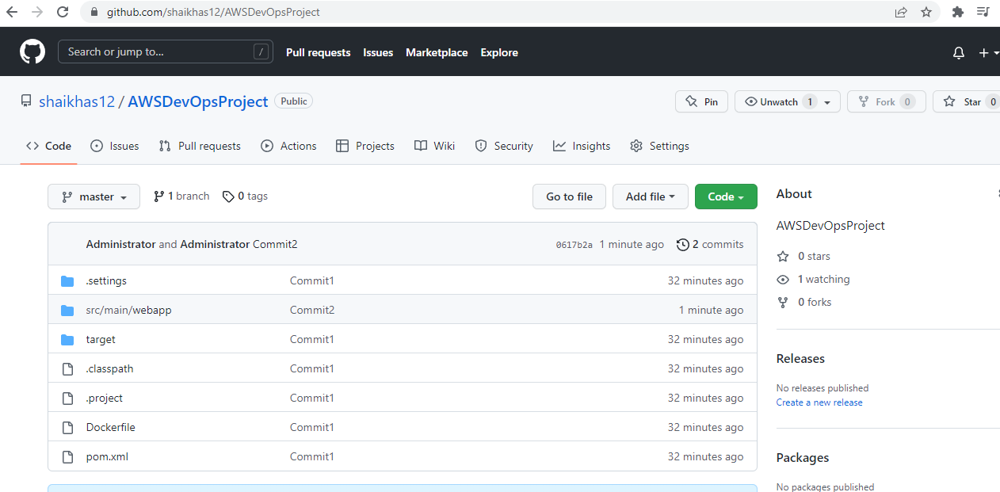 github.com/shaikhas12/AWSDevOpsProject
Search or jump to... /
Pull requests Issues Marketplace Explore
shaikhas12 / AWSDevOpsProject Public
Pin Unwatch 1 Fork 0 Star 0
Code Issues Pull requests Actions Projects Wiki Security Insights Settings
master 1 branch 0 tags Go to file Add file Code
Administrator and Administrator Commit2 0617b2a 1 minute ago 2 commits
.settings Commit1 32 minutes ago
src/main/webapp Commit2 1 minute ago
target Commit1 32 minutes ago
.classpath Commit1 32 minutes ago
.project Commit1 32 minutes ago
Dockerfile Commit1 32 minutes ago
pom.xml Commit1 32 minutes ago
About
AWSDevOpsProject
0 stars
1 watching
0 forks
Releases
No releases published
Create a new release
Packages
No packages published